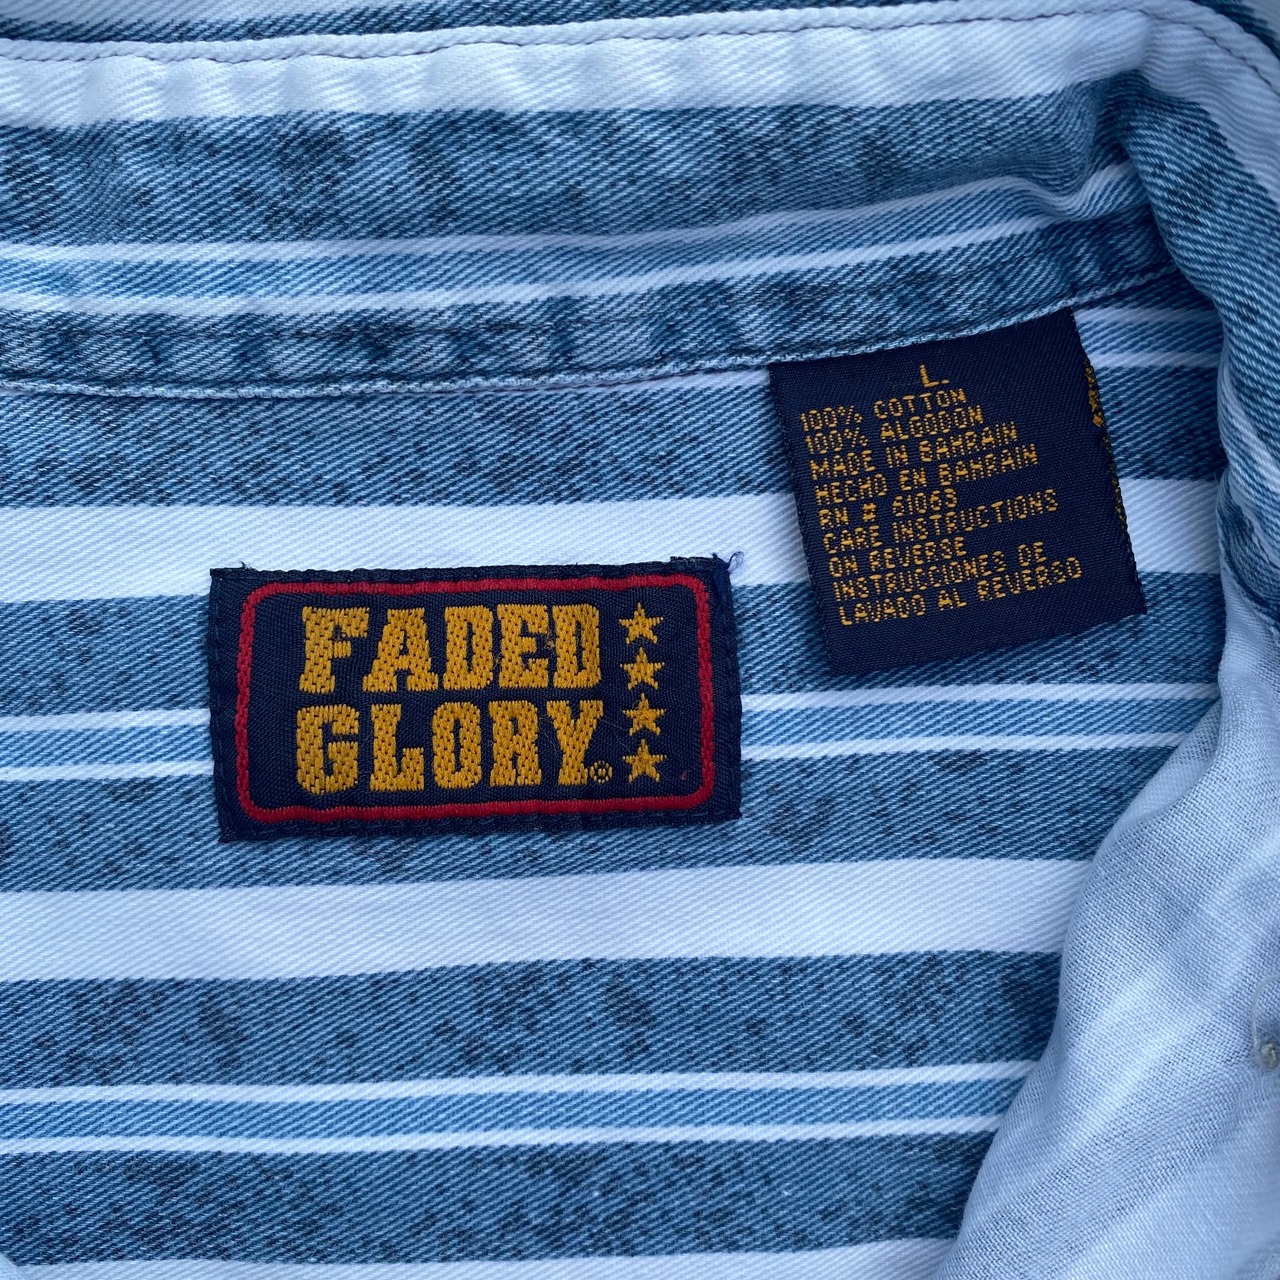 L.
100% COTTON
100% ALGODON
MADE IN BAHRAIN
HECHO EN BAHRAIN
RN # 61063
CARE INSTRUCTIONS
ON REVERSE
INSTRUCCIONES DE
LAVADO AL REVERSO
FADED
GLORY®